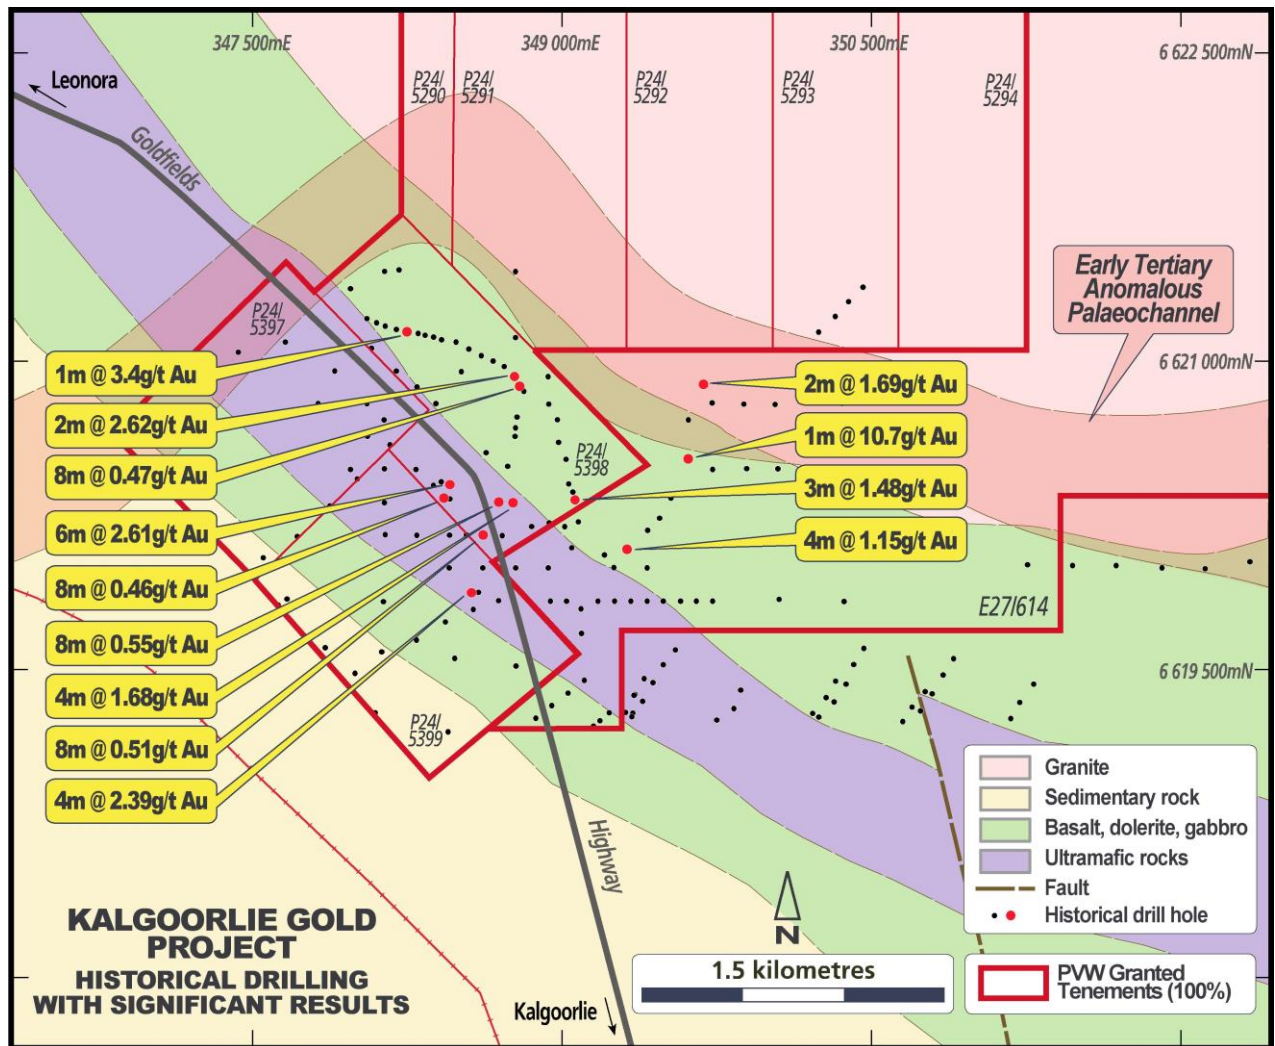 347 500mE
349 000mE
350 500mE
6 622 500mN
Leonora
P24/
5290
P24/
5291
P24/
5292
P24/
5293
P24/
5294
Goldfields
Early Tertiary
Anomalous
Palaeochannel
P24/
5397
6 621 000mN
1m @ 3.4g/t Au
2m @ 2.62g/t Au
8m @ 0.47g/t Au
6m @ 2.61g/t Au
8m @ 0.46g/t Au
8m @ 0.55g/t Au
4m @ 1.68g/t Au
8m @ 0.51g/t Au
4m @ 2.39g/t Au
2m @ 1.69g/t Au
1m @ 10.7g/t Au
3m @ 1.48g/t Au
4m @ 1.15g/t Au
P24/
5398
E27/614
6 619 500mN
P24/
5399
Highway
Granite
Sedimentary rock
Basalt, dolerite, gabbro
Ultramafic rocks
Fault
Historical drill hole
PVW Granted
Tenements (100%)
KALGOORLIE GOLD
PROJECT
HISTORICAL DRILLING
WITH SIGNIFICANT RESULTS
N
1.5 kilometres
Kalgoorlie